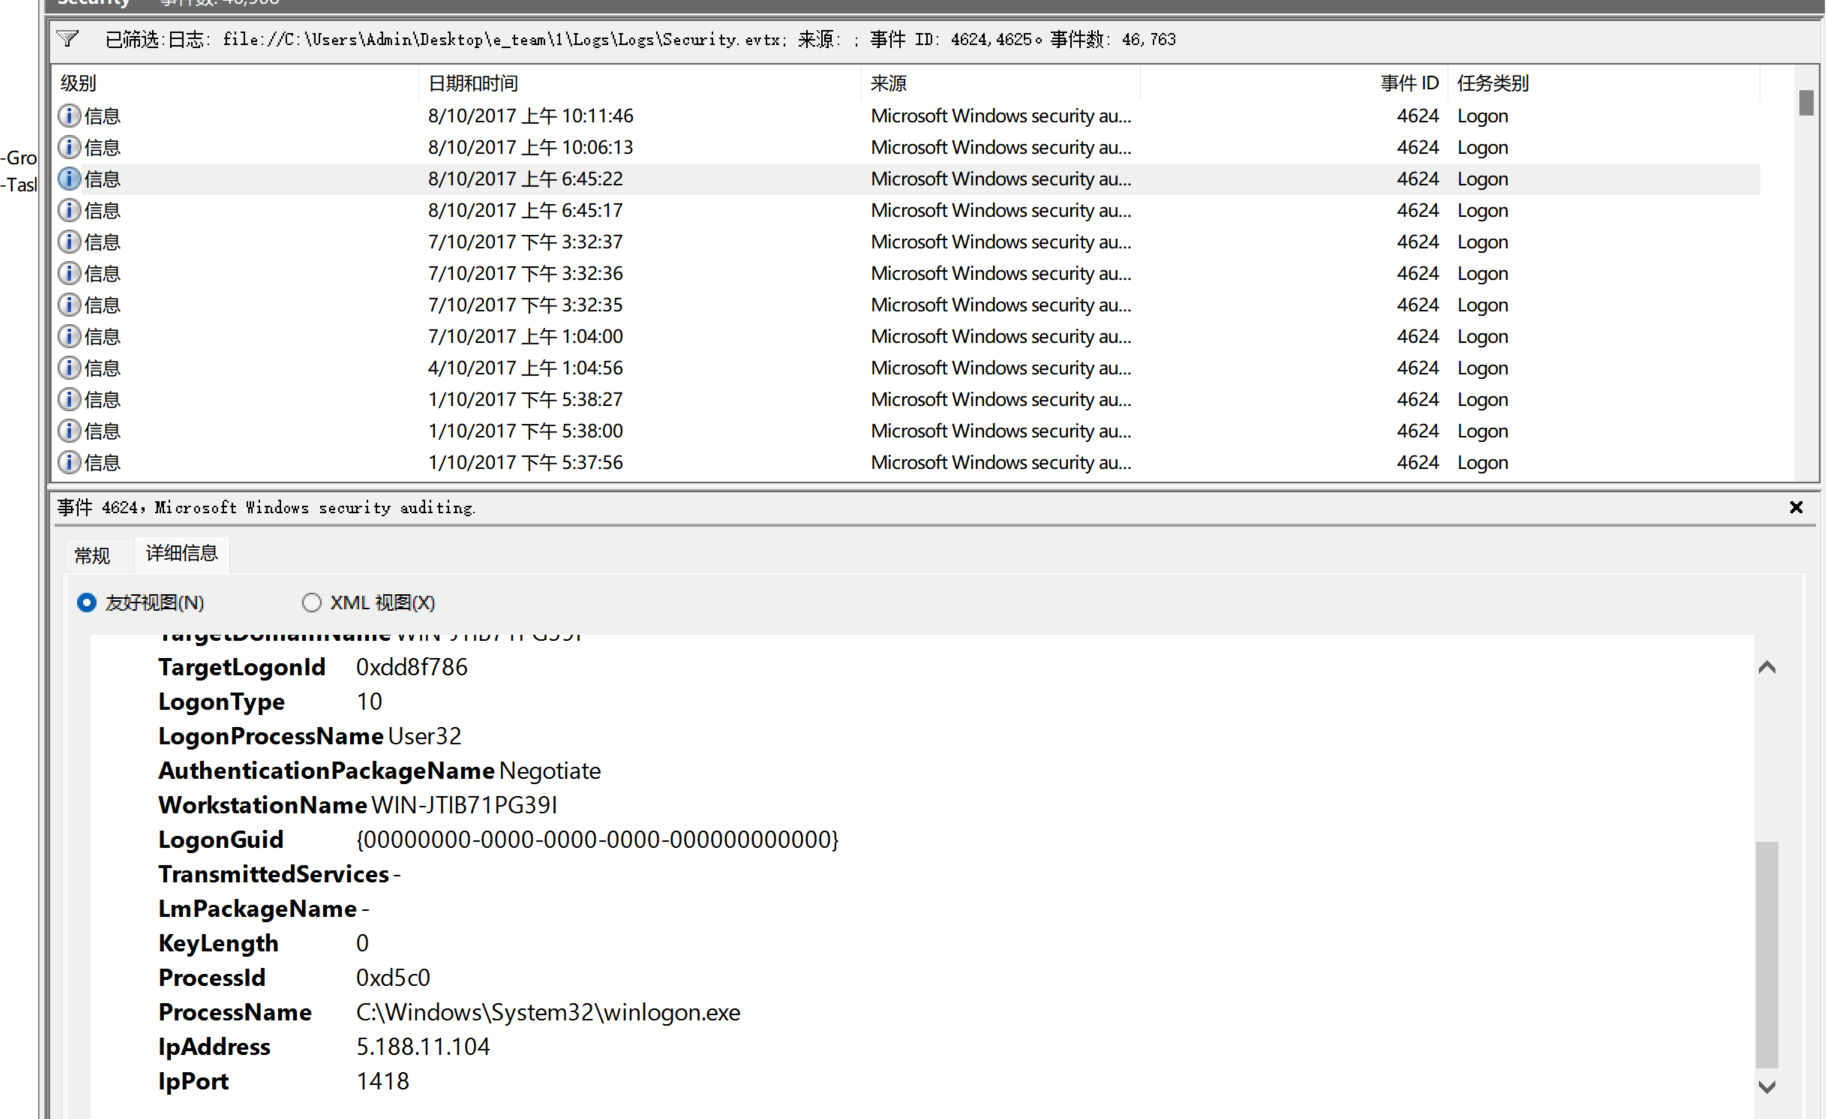 Security 事件数: 46,968
已筛选:日志: file://C:\Users\Admin\Desktop\e_team\1\Logs\Logs\Security.evtx; 来源: ; 事件 ID: 4624,4625。事件数: 46,763
级别 日期和时间 来源 事件 ID 任务类别
信息 8/10/2017 上午 10:11:46 Microsoft Windows security au... 4624 Logon
信息 8/10/2017 上午 10:06:13 Microsoft Windows security au... 4624 Logon
信息 8/10/2017 上午 6:45:22 Microsoft Windows security au... 4624 Logon
信息 8/10/2017 上午 6:45:17 Microsoft Windows security au... 4624 Logon
信息 7/10/2017 下午 3:32:37 Microsoft Windows security au... 4624 Logon
信息 7/10/2017 下午 3:32:36 Microsoft Windows security au... 4624 Logon
信息 7/10/2017 下午 3:32:35 Microsoft Windows security au... 4624 Logon
信息 7/10/2017 上午 1:04:00 Microsoft Windows security au... 4624 Logon
信息 4/10/2017 上午 1:04:56 Microsoft Windows security au... 4624 Logon
信息 1/10/2017 下午 5:38:27 Microsoft Windows security au... 4624 Logon
信息 1/10/2017 下午 5:38:00 Microsoft Windows security au... 4624 Logon
信息 1/10/2017 下午 5:37:56 Microsoft Windows security au... 4624 Logon
-Gro
-Tasl
事件 4624，Microsoft Windows security auditing.
常规 详细信息
友好视图(N) XML 视图(X)
TargetDomainName WIN-JTIB71PG39I
TargetLogonId 0xdd8f786
LogonType 10
LogonProcessName User32
AuthenticationPackageName Negotiate
WorkstationName WIN-JTIB71PG39I
LogonGuid {00000000-0000-0000-0000-000000000000}
TransmittedServices -
LmPackageName -
KeyLength 0
ProcessId 0xd5c0
ProcessName C:\Windows\System32\winlogon.exe
IpAddress 5.188.11.104
IpPort 1418